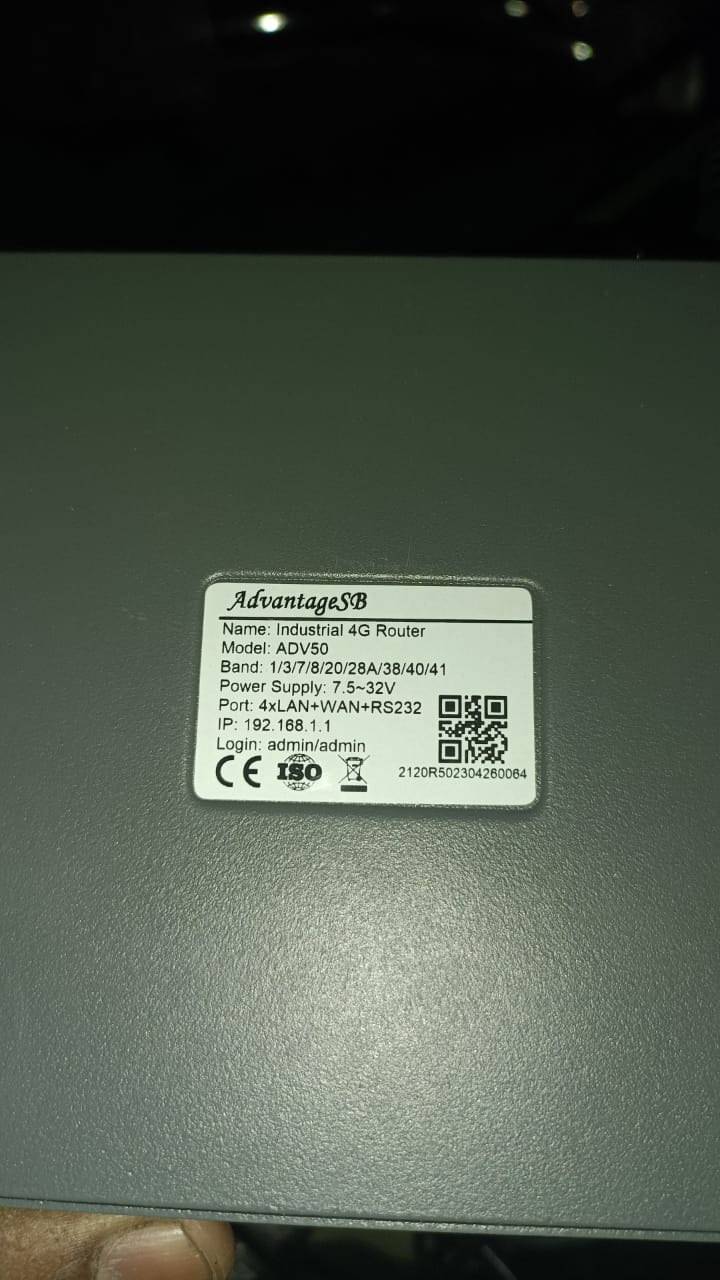 AdvantageSB
Name: Industrial 4G Router
Model: ADV50
Band: 1/3/7/8/20/28A/38/40/41
Power Supply: 7.5~32V
Port: 4xLAN+WAN+RS232
IP: 192.168.1.1
Login: admin/admin
CE ISO
2120R502304260064